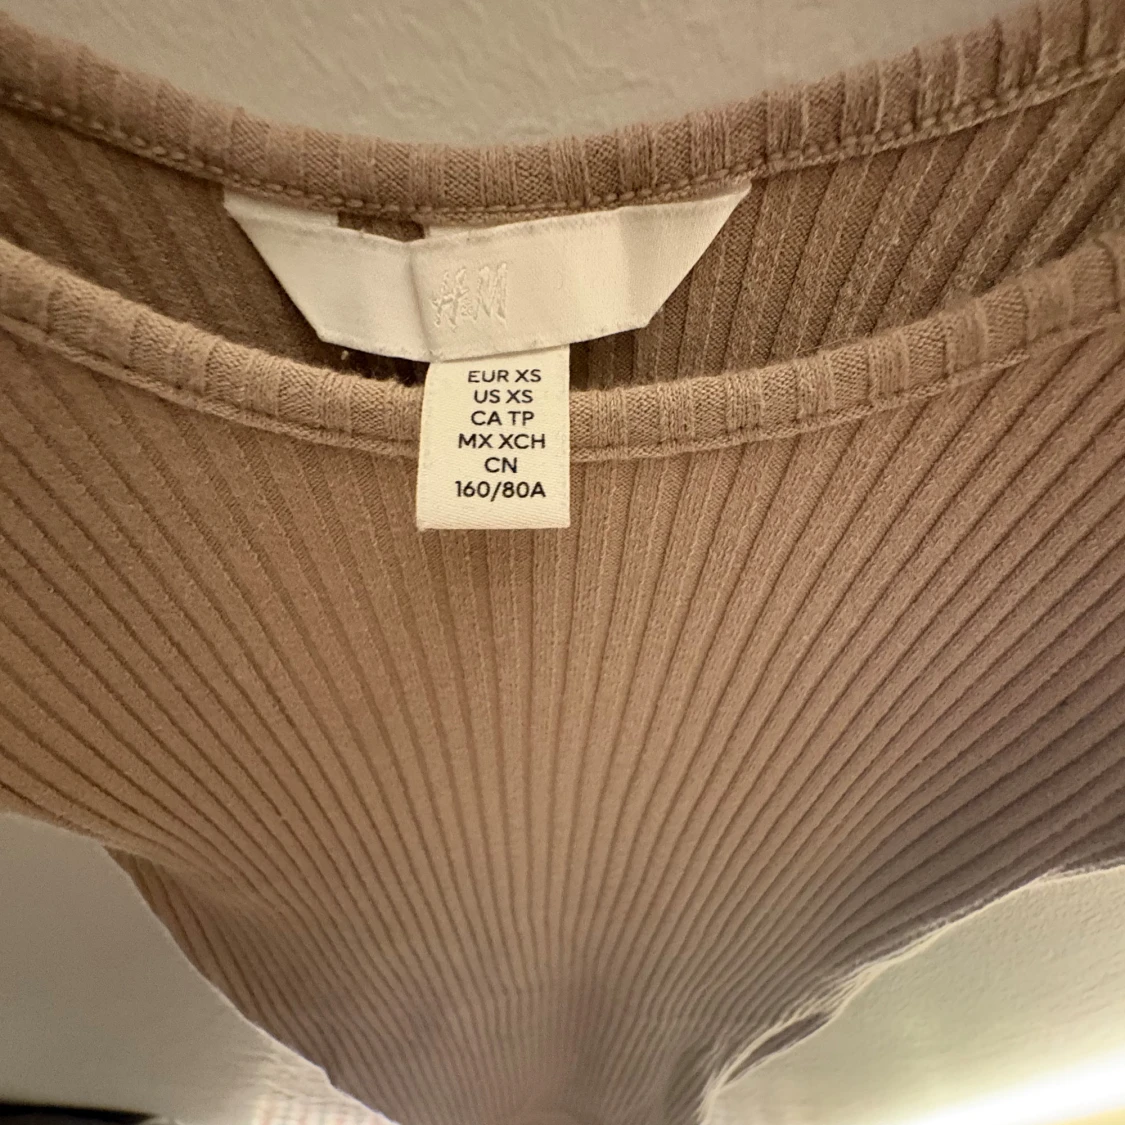 H&M
EUR XS
US XS
CA TP
MX XCH
CN
160/80A